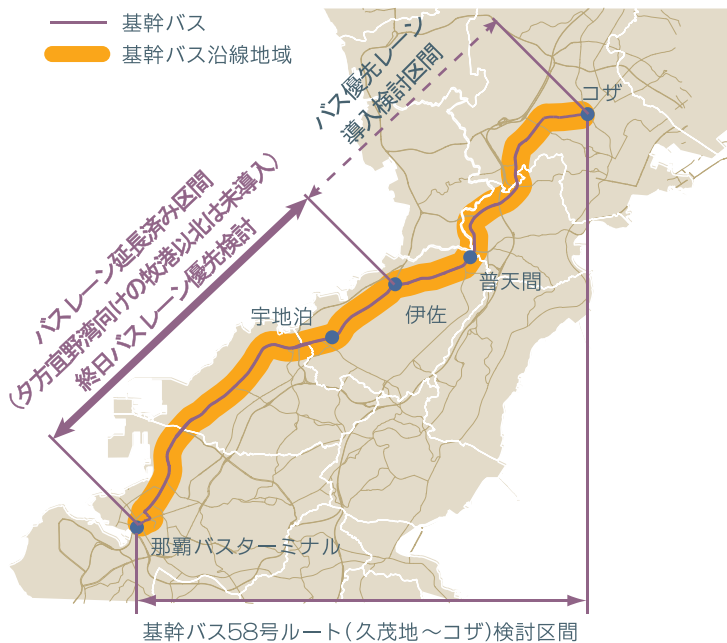 基幹バス
基幹バス沿線地域
バス優先レーン
導入検討区間
コザ
バスレーン延長済み区間
(夕方宜野湾向けの牧港以北は未導入)
終日バスレーン優先検討
普天間
伊佐
宇地泊
那覇バスターミナル
基幹バス58号ルート(久茂地～コザ)検討区間